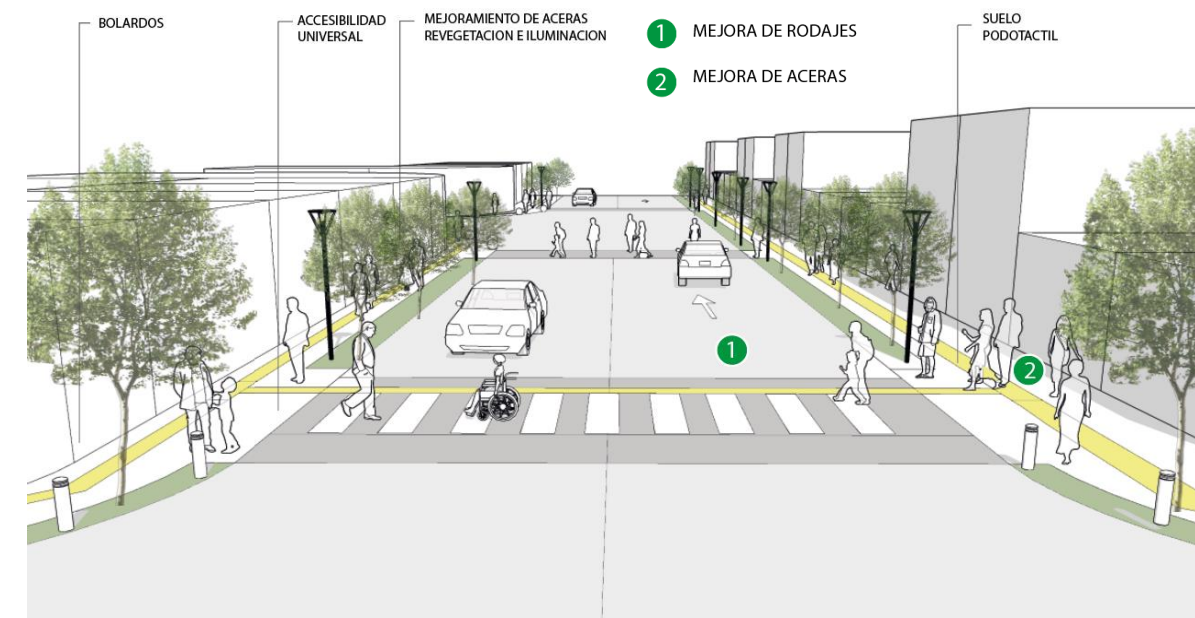 BOLARDOS
ACCESIBILIDAD
UNIVERSAL
MEJORAMIENTO DE ACERAS
REVEGETACION E ILUMINACION
1 MEJORA DE RODAJES
2 MEJORA DE ACERAS
SUELO
PODOTACTIL
1
2